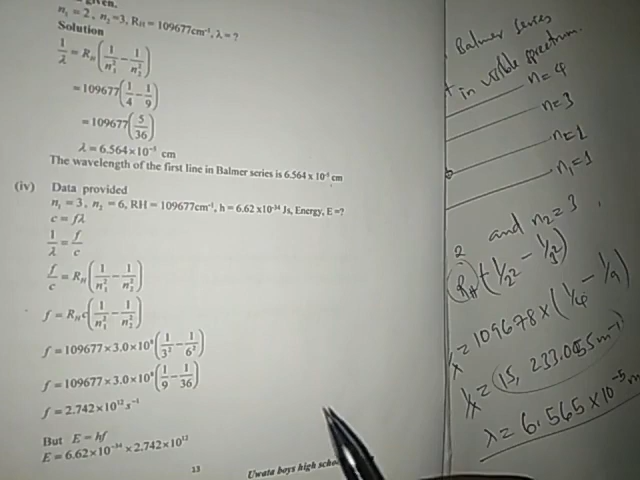 given.
n₁ = 2 , n₂ =3, RH = 109677cm⁻¹, λ = ?
Solution
1/λ = R_H (1/n₁² − 1/n₂²)
= 109677(1/4 − 1/9)
= 109677(5/36)
λ = 6.564×10⁻⁵ cm
The wavelength of the first line in Balmer series is 6.564 x 10⁻⁵ cm
(iv) Data provided
n₁ = 3, n₂ = 6, RH = 109677cm⁻¹, h = 6.62 x10⁻³⁴ Js, Energy, E =?
c = fλ
1/λ = f/c
f/c = R_H (1/n₁² − 1/n₂²)
f = R_H c(1/n₁² − 1/n₂²)
f = 109677×3.0×10⁸(1/3² − 1/6²)
f = 109677×3.0×10⁸(1/9 − 1/36)
f = 2.742×10¹² s⁻¹
But E = hf
E = 6.62×10⁻³⁴ × 2.742×10¹²
13
Uwata boys high
Balmer series
in visible spectrum.
n=4
n=3
n=1
n₁=1
2 and n₂=3,
R_H + (1/2² − 1/3²)
1/λ = 109678 × (1/4 − 1/9)
1/λ = 15, 233.055m⁻¹
λ = 6.565×10⁻⁵m